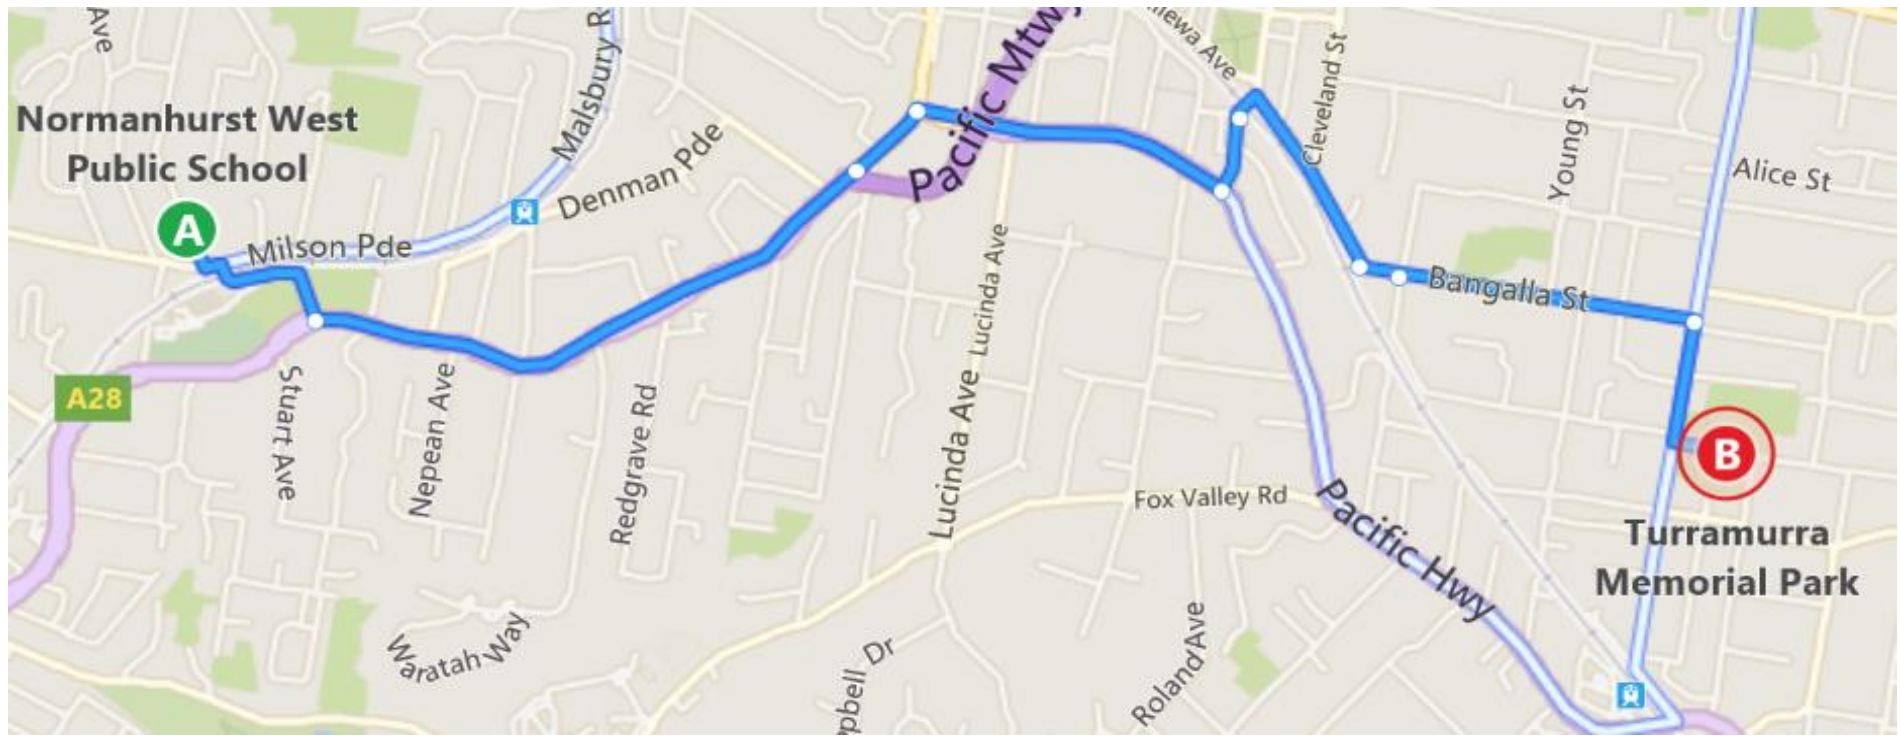 Ave
Malsbury R
Normanhurst West
Public School
A
Milson Pde
Denman Pde
Pacific Mtwy
Cleveland St
Young St
Alice St
Bangalla St
A28
Stuart Ave
Nepean Ave
Redgrave Rd
Lucinda Ave
Lucinda Ave
Fox Valley Rd
Pacific Hwy
B
Turramurra
Memorial Park
Waratah Way
Dr
Roland Ave
Ave